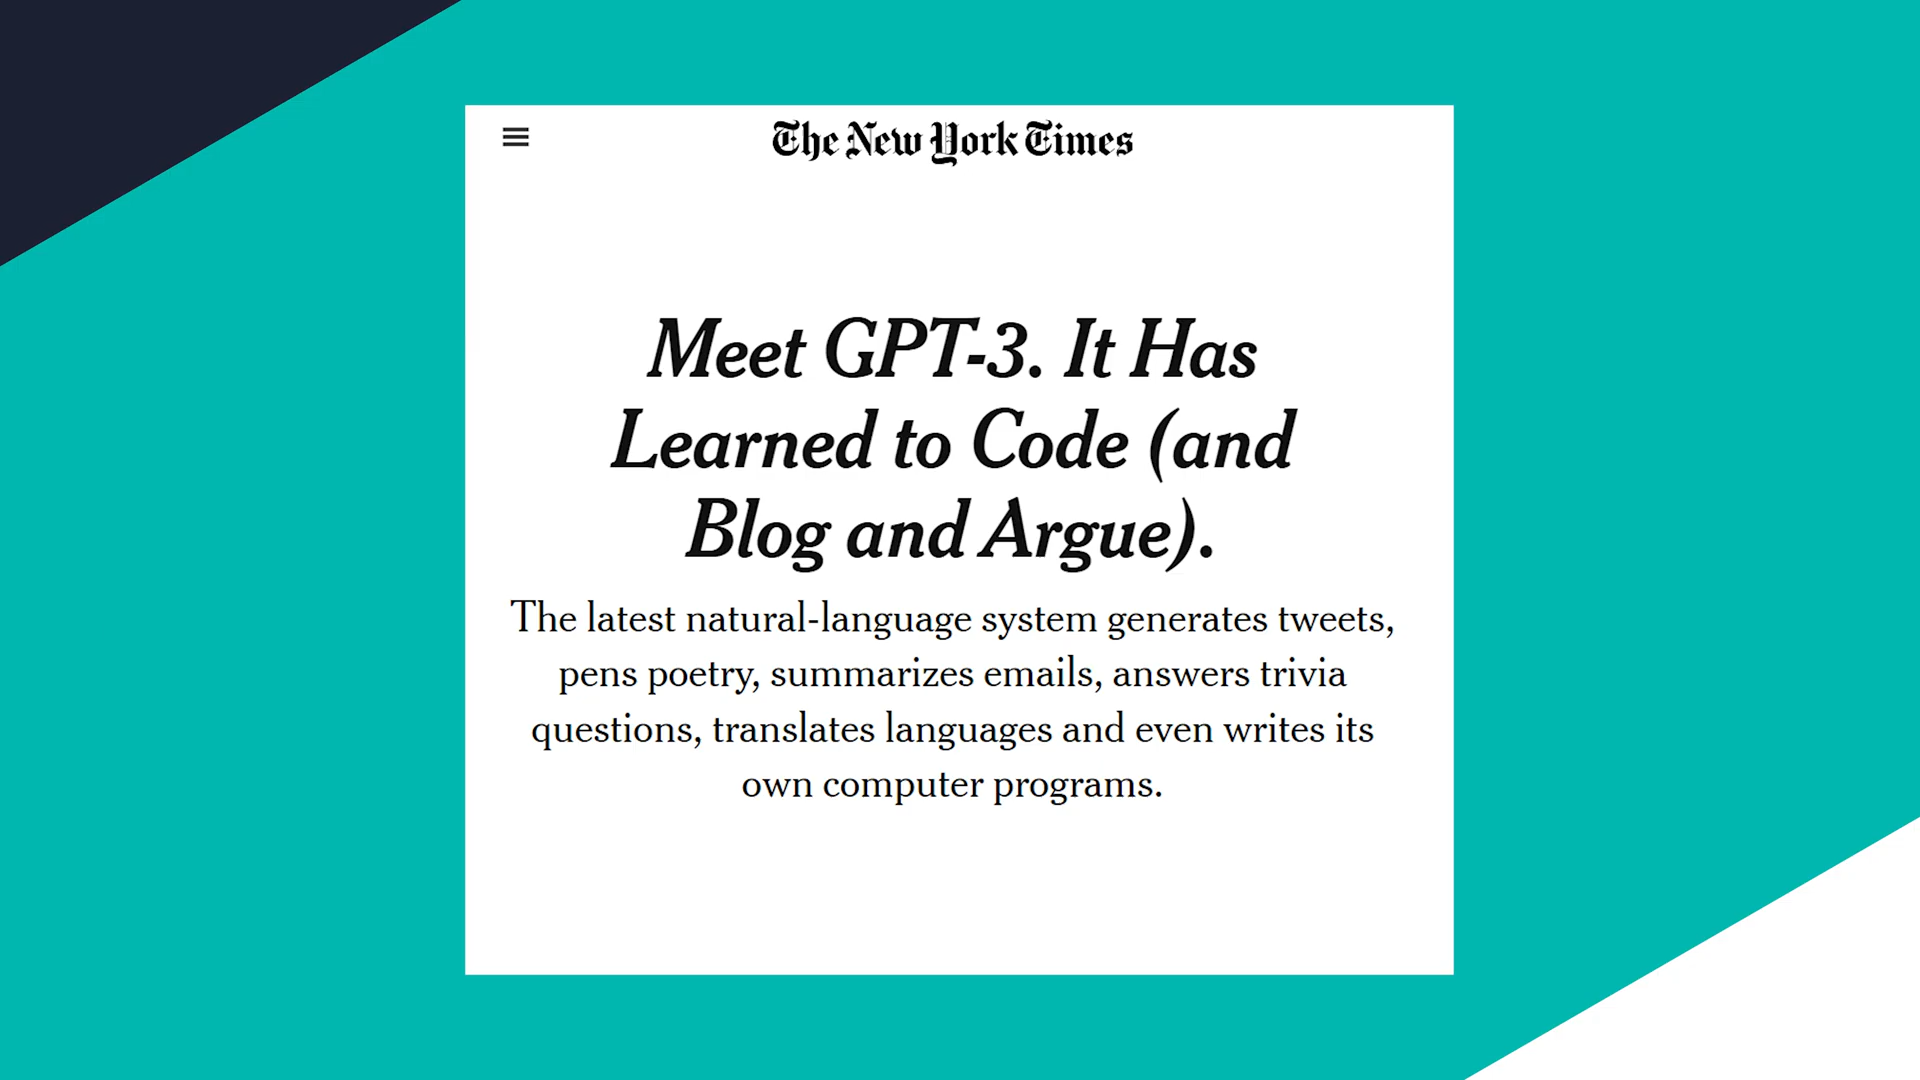 The New York Times
Meet GPT-3. It Has
Learned to Code (and
Blog and Argue).
The latest natural-language system generates tweets,
pens poetry, summarizes emails, answers trivia
questions, translates languages and even writes its
own computer programs.